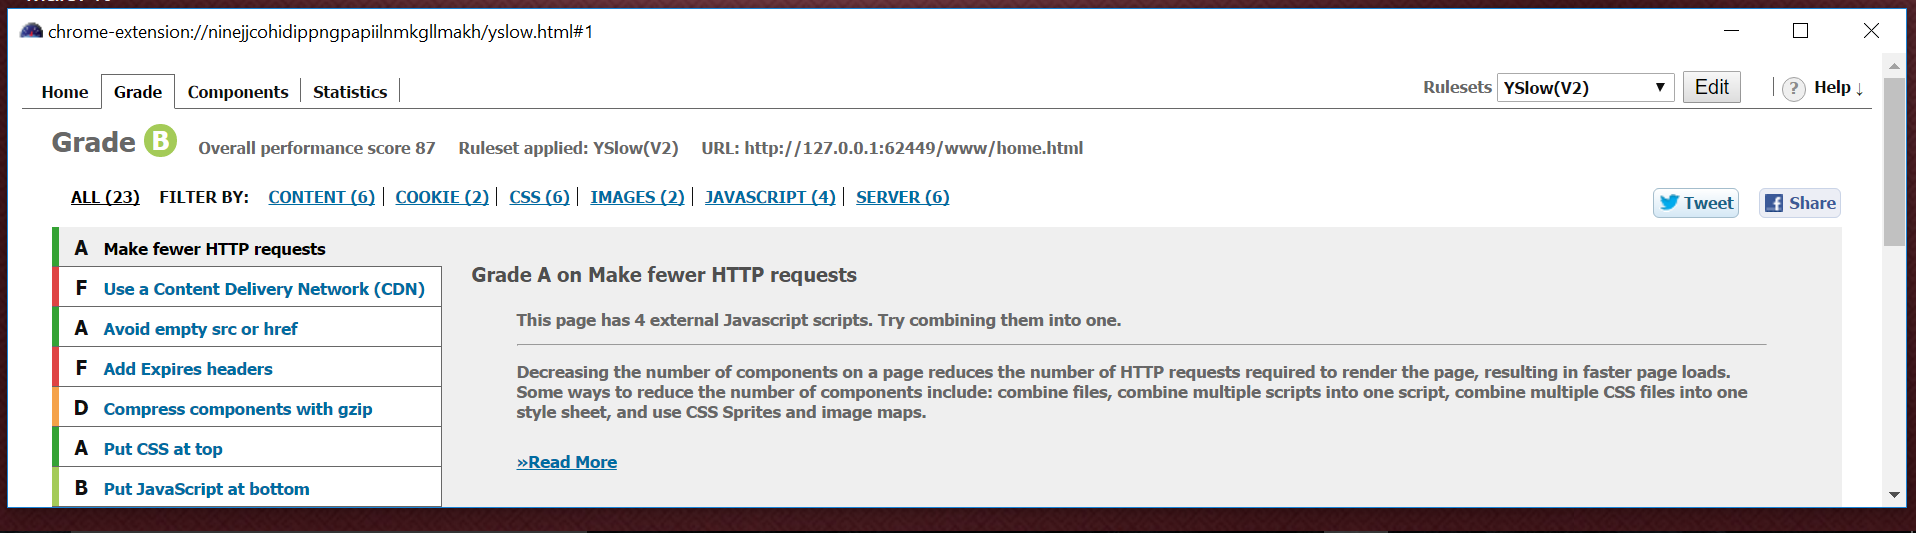 chrome-extension://ninejjcohidippngpapiilnmkgllmakh/yslow.html#1
Home Grade Components Statistics Rulesets YSlow(V2) Edit ? Help ↓
Grade B Overall performance score 87 Ruleset applied: YSlow(V2) URL: http://127.0.0.1:62449/www/home.html
ALL (23) FILTER BY: CONTENT (6) COOKIE (2) CSS (6) IMAGES (2) JAVASCRIPT (4) SERVER (6)
Tweet Share
A Make fewer HTTP requests
F Use a Content Delivery Network (CDN)
A Avoid empty src or href
F Add Expires headers
D Compress components with gzip
A Put CSS at top
B Put JavaScript at bottom
Grade A on Make fewer HTTP requests
This page has 4 external Javascript scripts. Try combining them into one.
Decreasing the number of components on a page reduces the number of HTTP requests required to render the page, resulting in faster page loads.
Some ways to reduce the number of components include: combine files, combine multiple scripts into one script, combine multiple CSS files into one
style sheet, and use CSS Sprites and image maps.
»Read More